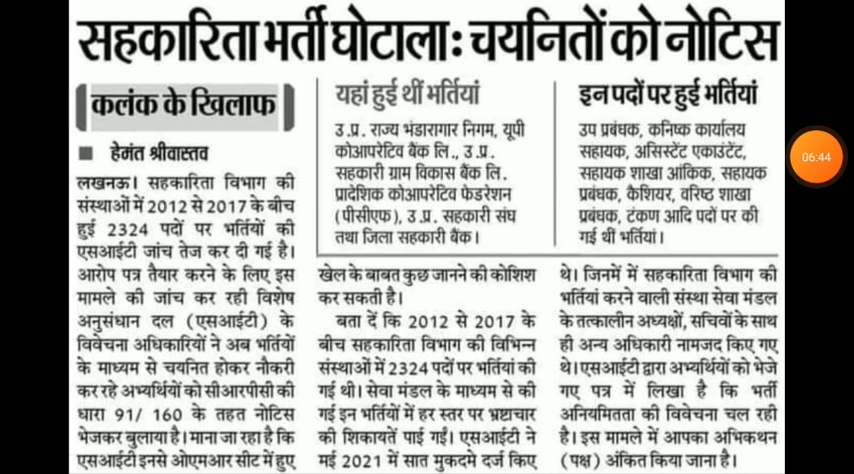 सहकारिता भर्ती घोटाला: चयनितों को नोटिस
कलंक के खिलाफ
हेमंत श्रीवास्तव
लखनऊ। सहकारिता विभाग की
संस्थाओं में 2012 से 2017 के बीच
हुई 2324 पदों पर भर्तियों की
एसआईटी जांच तेज कर दी गई है।
आरोप पत्र तैयार करने के लिए इस
मामले की जांच कर रही विशेष
अनुसंधान दल (एसआईटी) के
विवेचना अधिकारियों ने अब भर्तियों
के माध्यम से चयनित होकर नौकरी
कर रहे अभ्यर्थियों को सीआरपीसी की
धारा 91/ 160 के तहत नोटिस
भेजकर बुलाया है। माना जा रहा है कि
एसआईटी इनसे ओएमआर सीट में हुए
यहां हुई थीं भर्तियां
उ.प्र. राज्य भंडारागार निगम, यूपी
कोआपरेटिव बैंक लि., उ.प्र.
सहकारी ग्राम विकास बैंक लि.
प्रादेशिक कोआपरेटिव फेडरेशन
(पीसीएफ), उ.प्र. सहकारी संघ
तथा जिला सहकारी बैंक।
इन पदों पर हुई भर्तियां
उप प्रबंधक, कनिष्क कार्यालय
सहायक, असिस्टेंट एकाउंटेंट,
सहायक शाखा आंकिक, सहायक
प्रबंधक, कैशियर, वरिष्ठ शाखा
प्रबंधक, टंकण आदि पदों पर की
गई थीं भर्तियां।
खेल के बाबत कुछ जानने की कोशिश
कर सकती है।
बता दें कि 2012 से 2017 के
बीच सहकारिता विभाग की विभिन्न
संस्थाओं में 2324 पदों पर भर्तियां की
गई थी। सेवा मंडल के माध्यम से की
गई इन भर्तियों में हर स्तर पर भ्रष्टाचार
की शिकायतें पाई गईं। एसआईटी ने
मई 2021 में सात मुकदमे दर्ज किए
थे। जिनमें में सहकारिता विभाग की
भर्तियां करने वाली संस्था सेवा मंडल
के तत्कालीन अध्यक्षों, सचिवों के साथ
ही अन्य अधिकारी नामजद किए गए
थे। एसआईटी द्वारा अभ्यर्थियों को भेजे
गए पत्र में लिखा है कि भर्ती
अनियमितता की विवेचना चल रही
है। इस मामले में आपका अभिकथन
(पक्ष) अंकित किया जाना है।
06:44